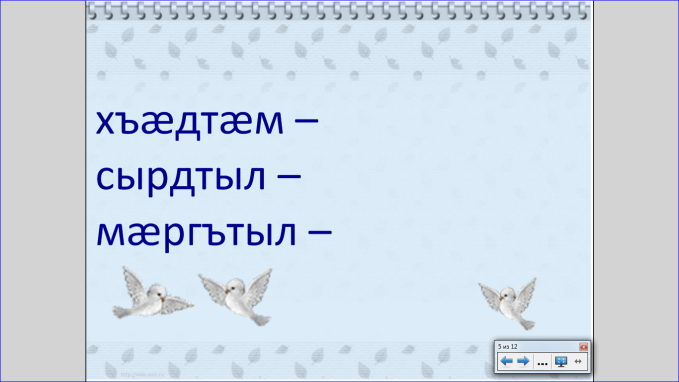 хъæдтæм –
сырдтыл –
мæргътыл –
5 из 12